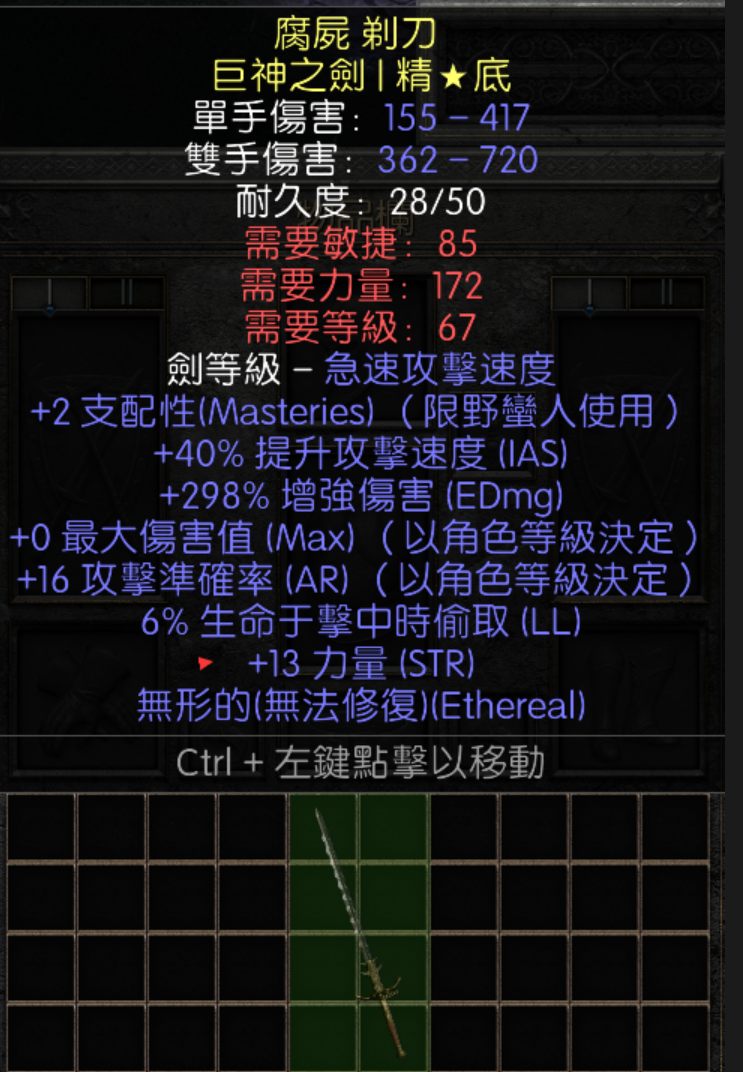 腐屍 剃刀
巨神之劍 | 精★底
單手傷害: 155 – 417
雙手傷害: 362 – 720
耐久度: 28/50
需要敏捷: 85
需要力量: 172
需要等級: 67
劍等級 – 急速攻擊速度
+2 支配性(Masteries)（限野蠻人使用）
+40% 提升攻擊速度 (IAS)
+298% 增強傷害 (EDmg)
+0 最大傷害值 (Max)（以角色等級決定）
+16 攻擊準確率 (AR)（以角色等級決定）
6% 生命于擊中時偷取 (LL)
+13 力量 (STR)
無形的(無法修復)(Ethereal)
Ctrl + 左鍵點擊以移動